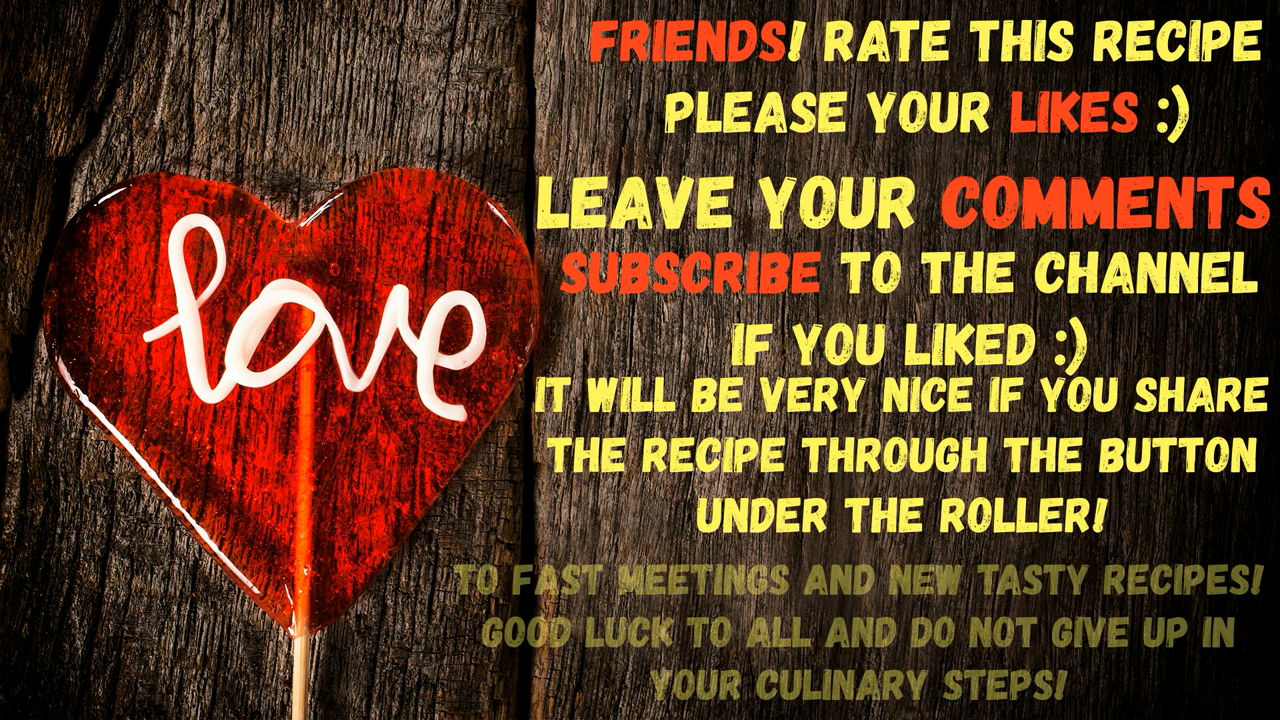 love
FRIENDS! RATE THIS RECIPE
PLEASE YOUR LIKES :)
LEAVE YOUR COMMENTS
SUBSCRIBE TO THE CHANNEL
IF YOU LIKED :)
IT WILL BE VERY NICE IF YOU SHARE
THE RECIPE THROUGH THE BUTTON
UNDER THE ROLLER!
TO FAST MEETINGS AND NEW TASTY RECIPES!
GOOD LUCK TO ALL AND DO NOT GIVE UP IN
YOUR CULINARY STEPS!